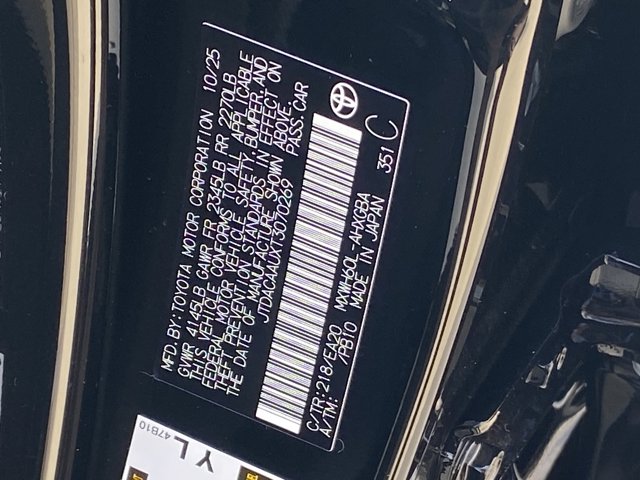 MFD.BY:TOYOTA MOTOR CORPORATION 10/25
GVWR 4145LB GAWR FR 2345LB RR 2270LB
THIS VEHICLE CONFORMS TO ALL APPLICABLE
FEDERAL MOTOR VEHICLE SAFETY, BUMPER, AND
THEFT PREVENTION STANDARDS IN EFFECT ON
THE DATE OF MANUFACTURE SHOWN ABOVE.
JTDACAAUXT3070269 PASS.CAR
C/TR:218/EA20 MXWH60L-AHXGBA
A/TM: /PB10 MADE IN JAPAN 351 C
YL
47B10